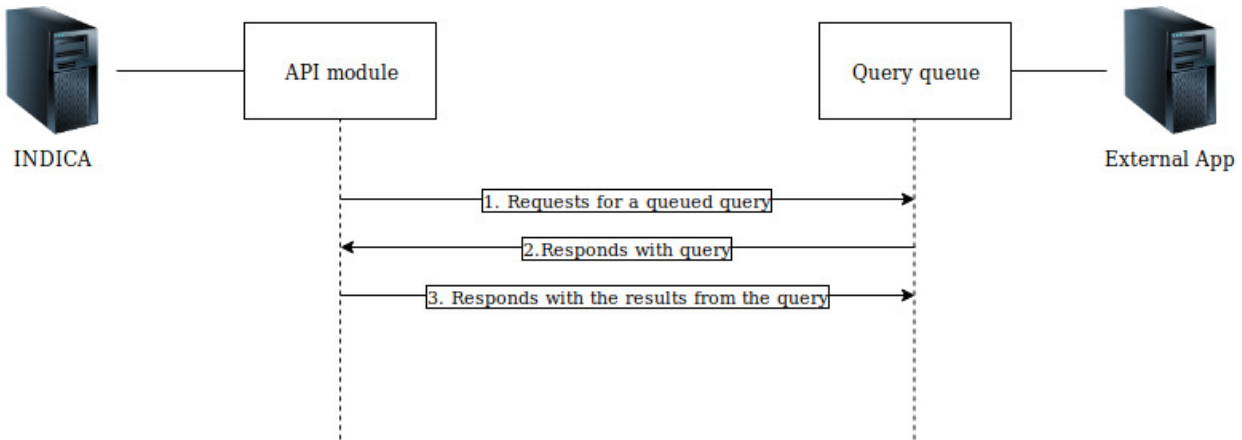 API module
Query queue
INDICA
External App
1. Requests for a queued query
2.Responds with query
3. Responds with the results from the query